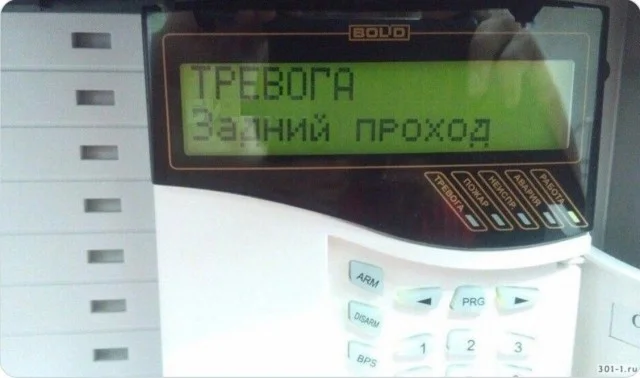 BOLID
ТРЕВОГА
Задний проход
ТРЕВОГА
ПОЖАР
НЕИСПР.
АВАРИЯ
РАБОТА
ARM
PRG
DISARM
1 2 3
BPS
301-1.ru